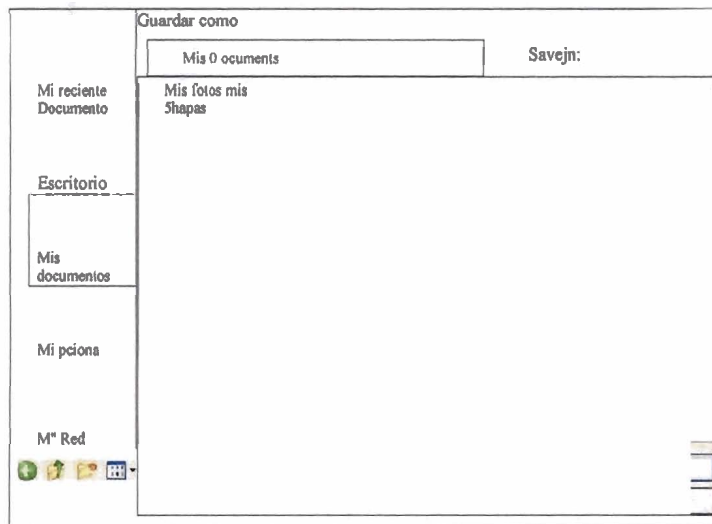 Guardar como
Mis 0 ocuments
Savejn:
Mi reciente
Documento
Mis fotos mis
5hapas
Escritorio
Mis
documentos
Mi pciona
M" Red